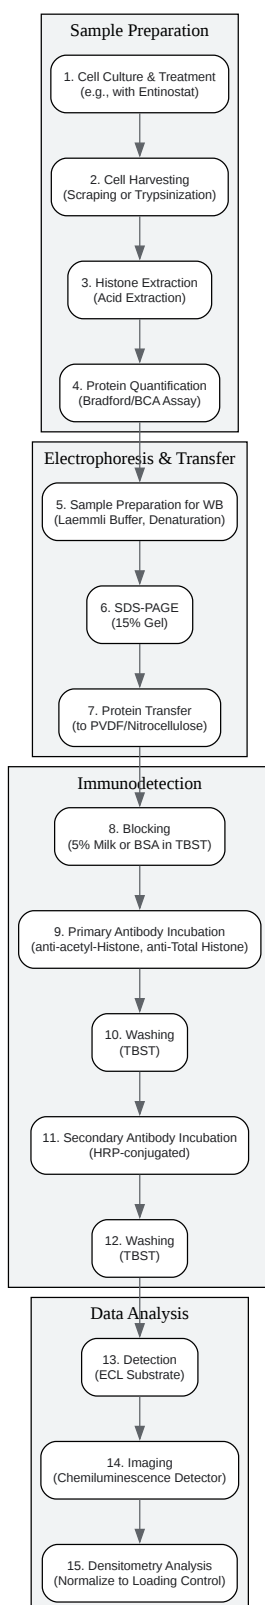 Sample Preparation
1. Cell Culture & Treatment
(e.g., with Entinostat)
2. Cell Harvesting
(Scraping or Trypsinization)
3. Histone Extraction
(Acid Extraction)
4. Protein Quantification
(Bradford/BCA Assay)
Electrophoresis & Transfer
5. Sample Preparation for WB
(Laemmli Buffer, Denaturation)
6. SDS-PAGE
(15% Gel)
7. Protein Transfer
(to PVDF/Nitrocellulose)
Immunodetection
8. Blocking
(5% Milk or BSA in TBST)
9. Primary Antibody Incubation
(anti-acetyl-Histone, anti-Total Histone)
10. Washing
(TBST)
11. Secondary Antibody Incubation
(HRP-conjugated)
12. Washing
(TBST)
Data Analysis
13. Detection
(ECL Substrate)
14. Imaging
(Chemiluminescence Detector)
15. Densitometry Analysis
(Normalize to Loading Control)